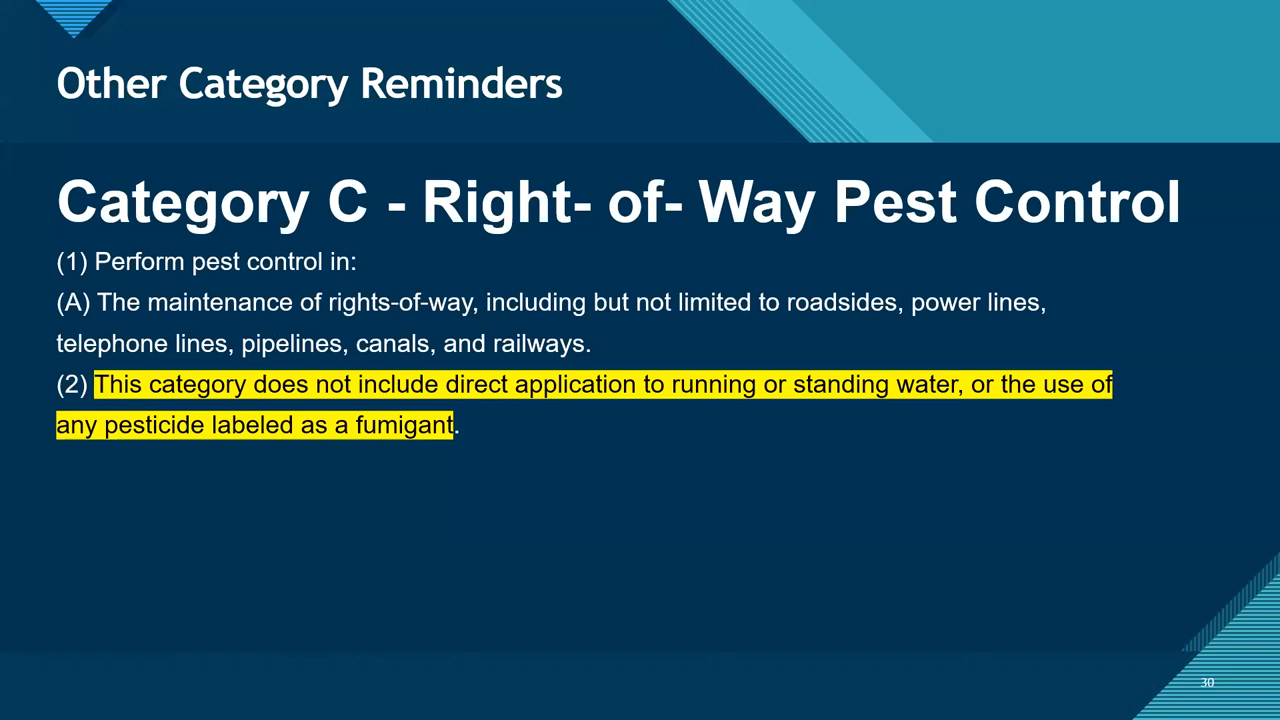 Other Category Reminders
Category C - Right- of- Way Pest Control
(1) Perform pest control in:
(A) The maintenance of rights-of-way, including but not limited to roadsides, power lines,
telephone lines, pipelines, canals, and railways.
(2) This category does not include direct application to running or standing water, or the use of
any pesticide labeled as a fumigant.
30